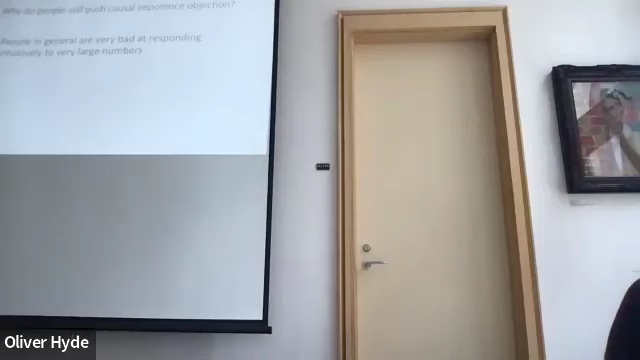 Why do people still push causal impotence objection?
People in general are very bad at responding
intuitively to very large numbers
Oliver Hyde